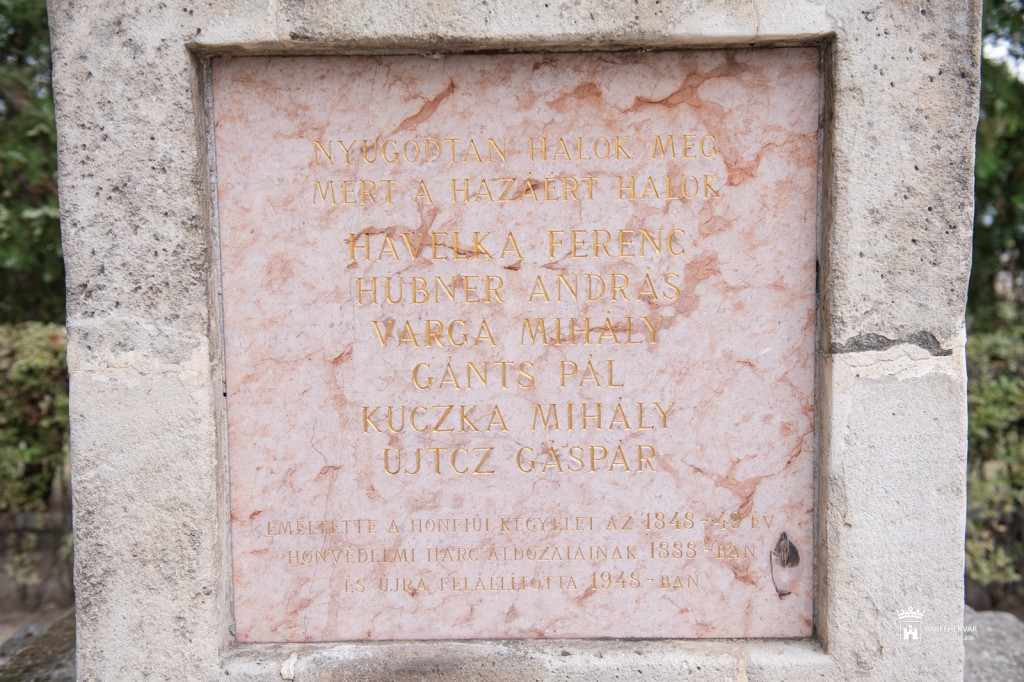 NYUGODTAN HALOK MEG
MERT A HAZÁÉRT HALOK
HAVELKA FERENC
HÜBNER ANDRÁS
VARGA MIHÁLY
GÁNTS PÁL
KUCZKA MIHÁLY
UJTCZ GÁSPÁR
EMELTETTE A HONFIÚI KEGYELET AZ 1848-49 ÉV
HONVÉDELMI HARC ÁLDOZATAINAK 1888-BAN
ÉS ÚJRA FELÁLLÍTOTTA 1948-BAN